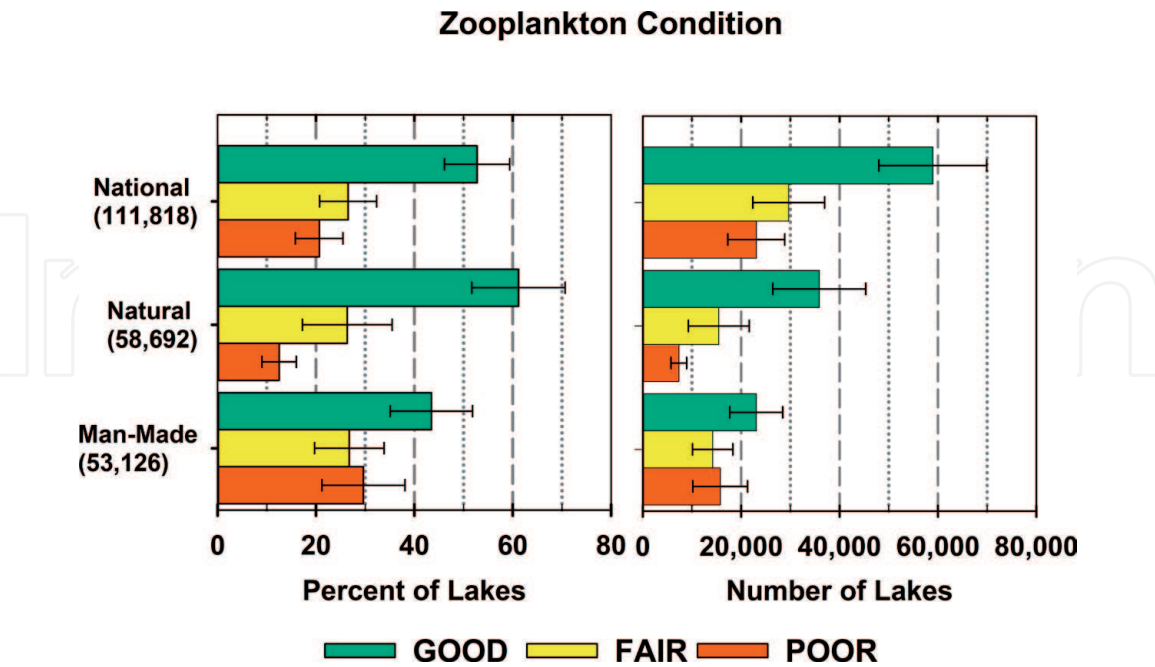 Zooplankton Condition
National
(111,818)
Natural
(58,692)
Man-Made
(53,126)
0 20 40 60 80
0 20,000 40,000 60,000 80,000
Percent of Lakes
Number of Lakes
GOOD FAIR POOR